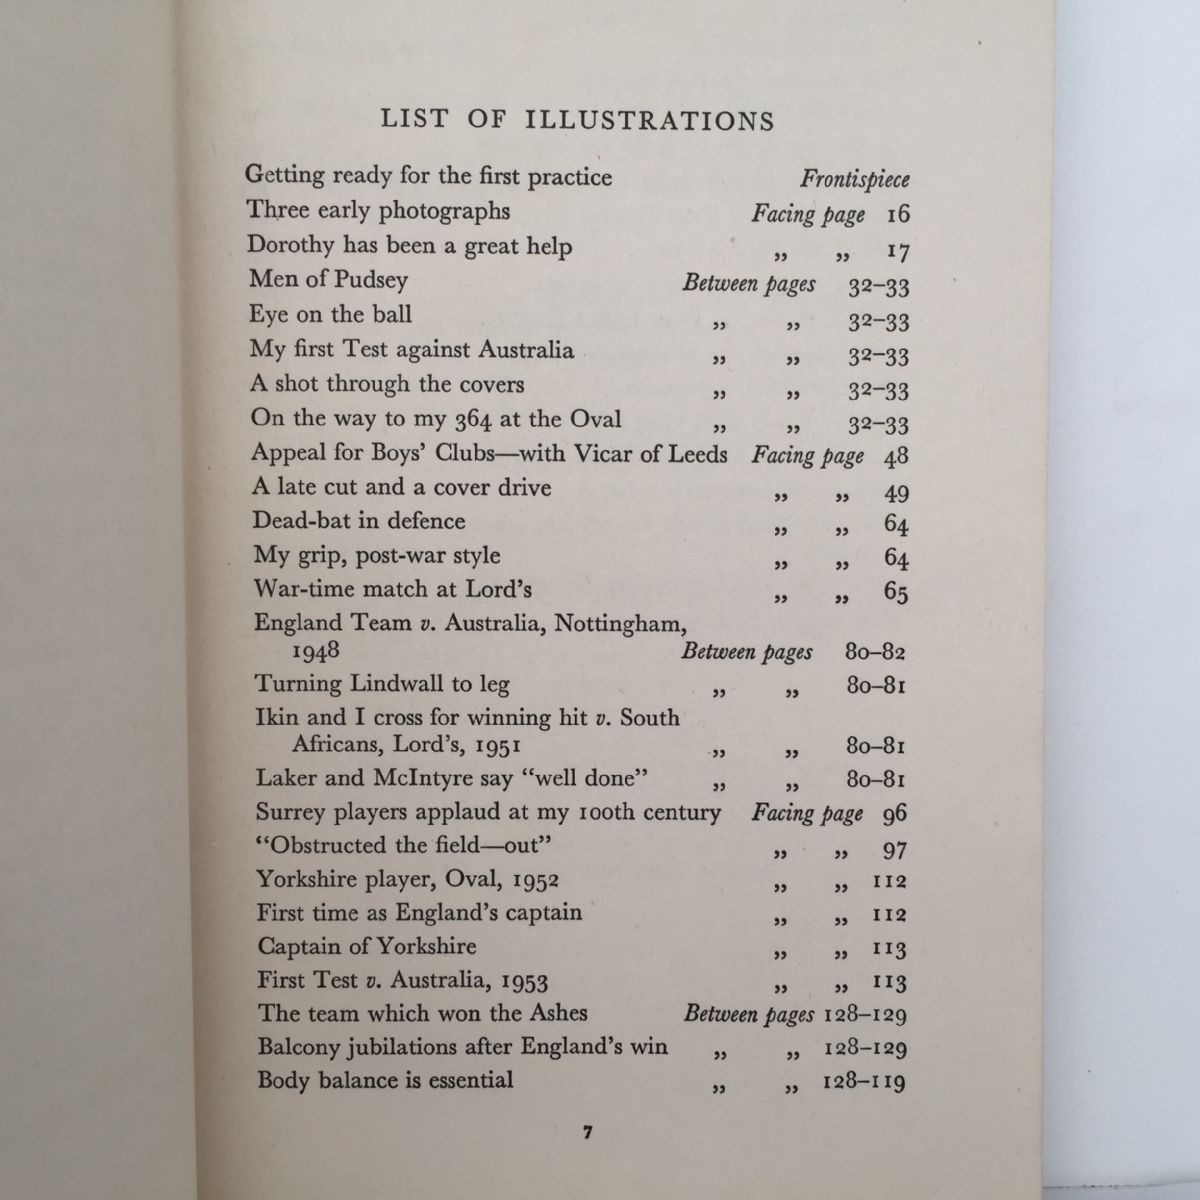 LIST OF ILLUSTRATIONS
Getting ready for the first practice Frontispiece
Three early photographs Facing page 16
Dorothy has been a great help ,, ,, 17
Men of Pudsey Between pages 32–33
Eye on the ball ,, ,, 32–33
My first Test against Australia ,, ,, 32–33
A shot through the covers ,, ,, 32–33
On the way to my 364 at the Oval ,, ,, 32–33
Appeal for Boys’ Clubs—with Vicar of Leeds Facing page 48
A late cut and a cover drive ,, ,, 49
Dead-bat in defence ,, ,, 64
My grip, post-war style ,, ,, 64
War-time match at Lord’s ,, ,, 65
England Team v. Australia, Nottingham,
1948 Between pages 80–82
Turning Lindwall to leg ,, ,, 80–81
Ikin and I cross for winning hit v. South
Africans, Lord’s, 1951 ,, ,, 80–81
Laker and McIntyre say “well done” ,, ,, 80–81
Surrey players applaud at my 100th century Facing page 96
“Obstructed the field—out” ,, ,, 97
Yorkshire player, Oval, 1952 ,, ,, 112
First time as England’s captain ,, ,, 112
Captain of Yorkshire ,, ,, 113
First Test v. Australia, 1953 ,, ,, 113
The team which won the Ashes Between pages 128–129
Balcony jubilations after England’s win ,, ,, 128–129
Body balance is essential ,, ,, 128–119
7